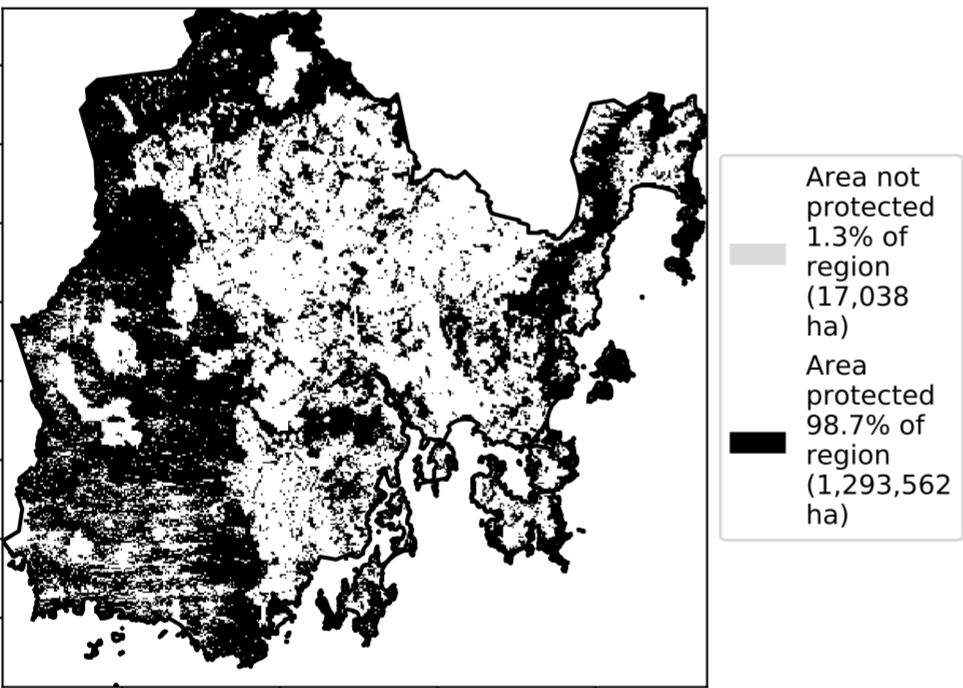 Area not
protected
1.3% of
region
(17,038
ha)
Area
protected
98.7% of
region
(1,293,562
ha)